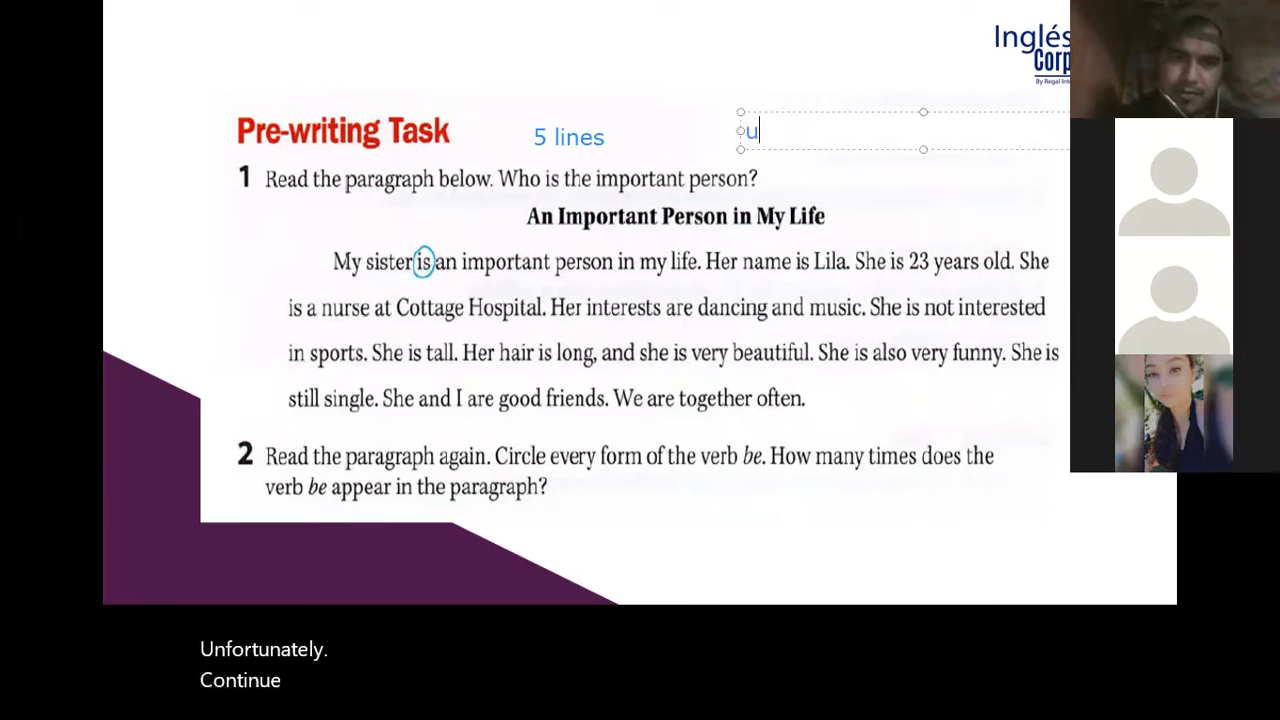 Inglés
Corp
By Regal Int
Pre-writing Task
5 lines
u
1 Read the paragraph below. Who is the important person?
An Important Person in My Life
My sister is an important person in my life. Her name is Lila. She is 23 years old. She
is a nurse at Cottage Hospital. Her interests are dancing and music. She is not interested
in sports. She is tall. Her hair is long, and she is very beautiful. She is also very funny. She is
still single. She and I are good friends. We are together often.
2 Read the paragraph again. Circle every form of the verb be. How many times does the
verb be appear in the paragraph?
Unfortunately.
Continue